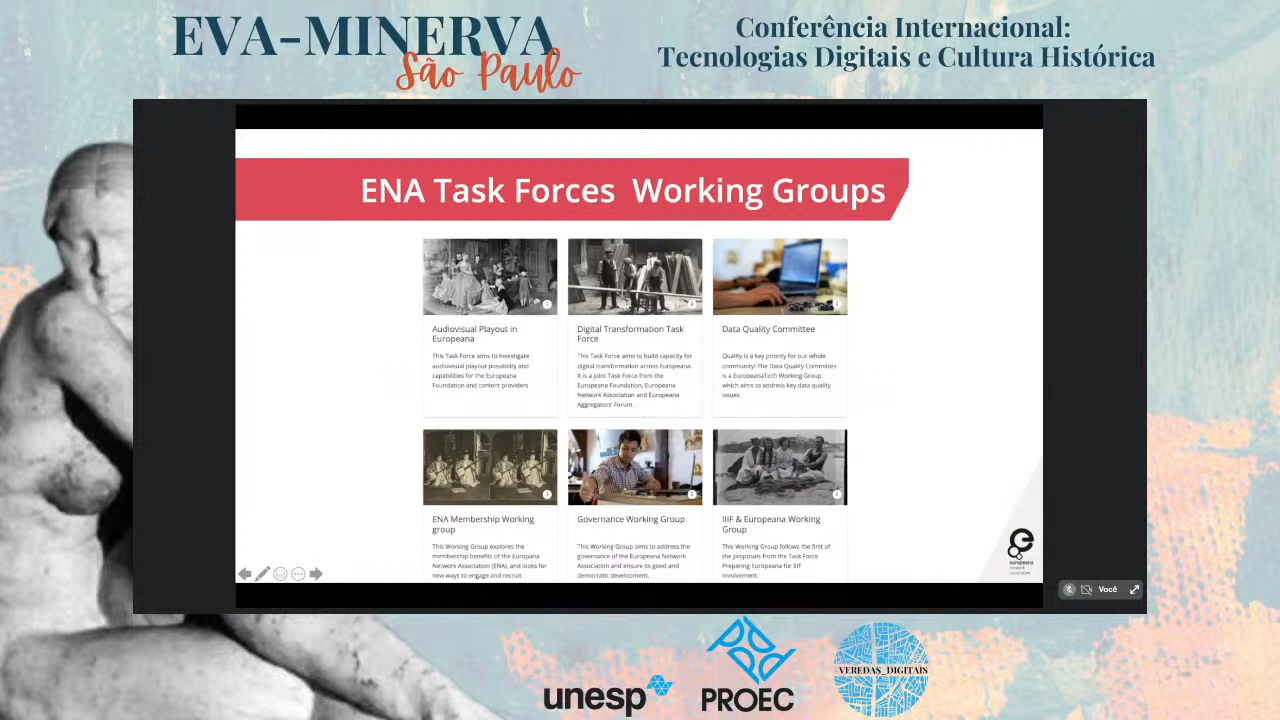 EVA-MINERVA
São Paulo
Conferência Internacional:
Tecnologias Digitais e Cultura Histórica
ENA Task Forces Working Groups
Audiovisual Playout in
Europeana
This Task Force aims to investigate
audiovisual playout possibility and
capabilities for the Europeana
Foundation and content providers
Digital Transformation Task
Force
This Task Force aims to build capacity for
digital transformation across Europeana.
It is a joint Task Force from the
Europeana Foundation, Europeana
Network Association and Europeana
Aggregators' Forum.
Data Quality Committee
Quality is a key priority for our whole
community! The Data Quality Committee
is a EuropeanaTech Working Group
which aims to address key data quality
issues.
ENA Membership Working
group
This Working Group explores the
membership benefits of the Europana
Network Association (ENA), and looks for
new ways to engage and recruit
Governance Working Group
This Working Group aims to address the
governance of the Europeana Network
Association and ensure its good and
democratic development.
IIIF & Europeana Working
Group
This Working Group follows the first of
the proposals from the Task Force
Preparing Europeana for IIIF
involvement.
europeana
network
association
Você
unesp
PROEC
VEREDAS_DIGITAIS